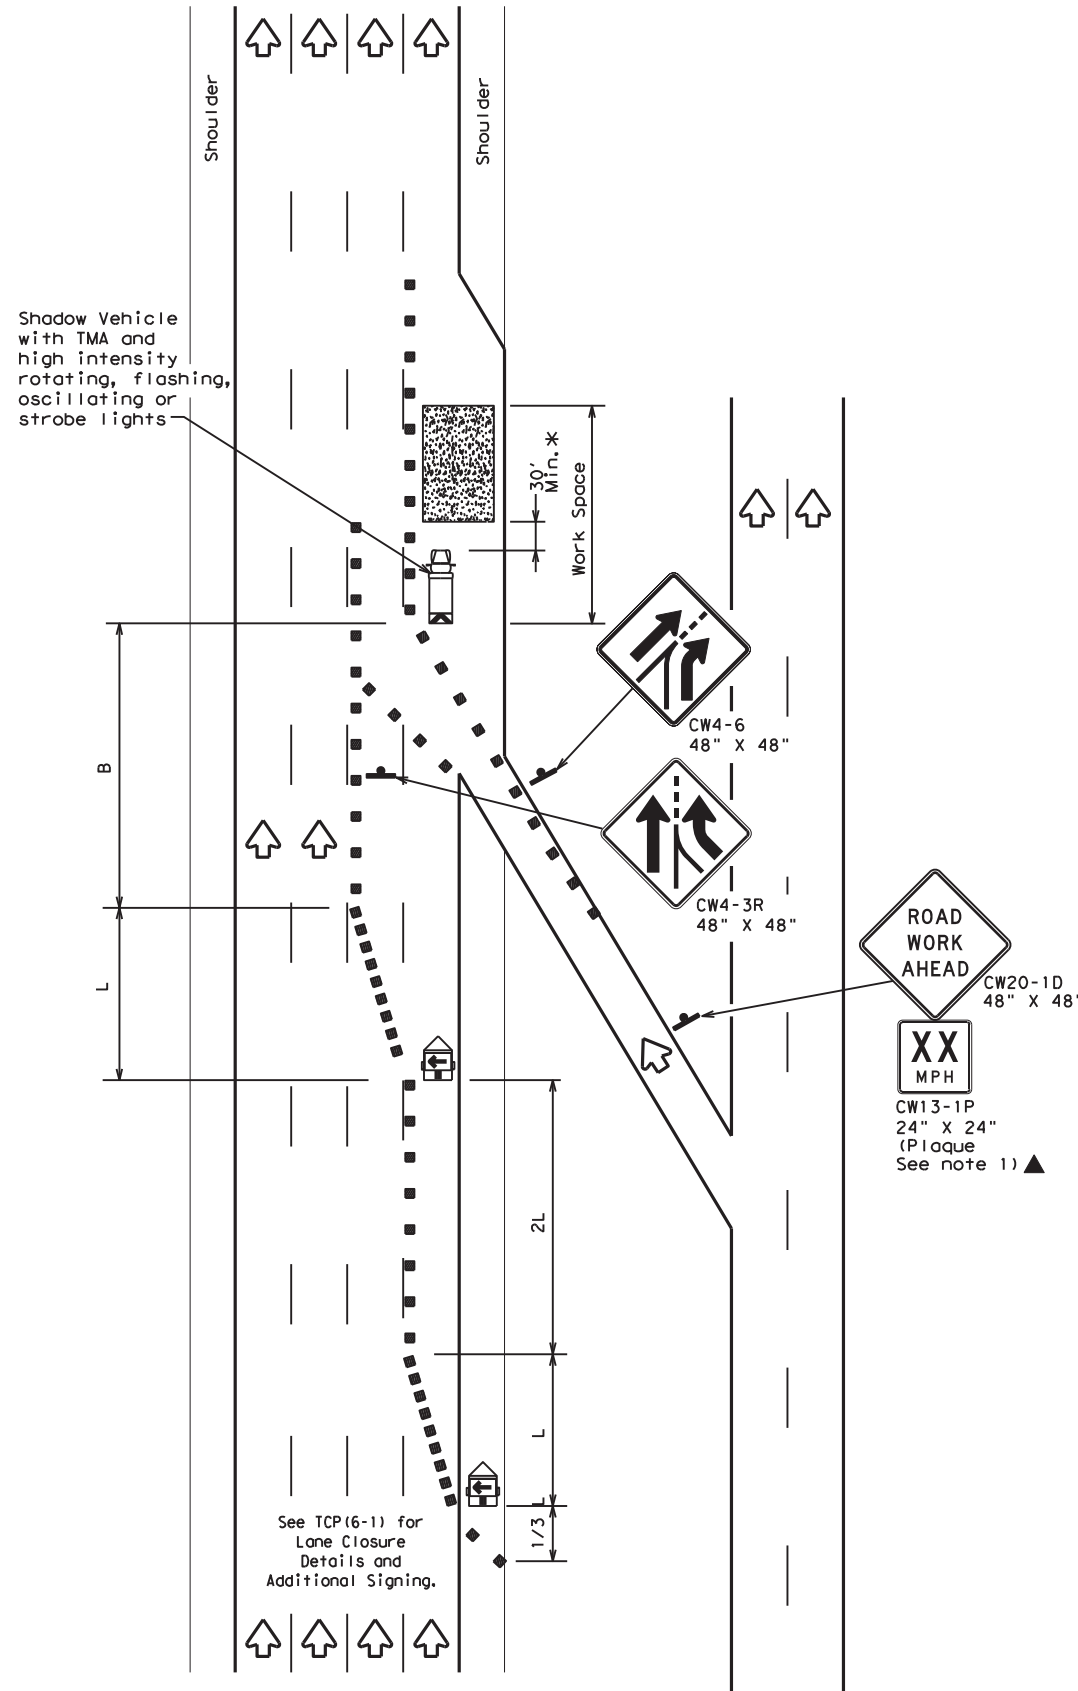 Shoulder
Shoulder
Shadow Vehicle
with TMA and
high intensity
rotating, flashing,
oscillating or
strobe lights
30'
Min.*
Work Space
CW4-6
48" X 48"
B
CW4-3R
48" X 48"
ROAD
WORK
AHEAD
CW20-1D
48" X 48"
XX
MPH
CW13-1P
24" X 24"
(Plaque
See note 1)▲
L
2L
L
1/3 L
See TCP(6-1) for
Lane Closure
Details and
Additional Signing.